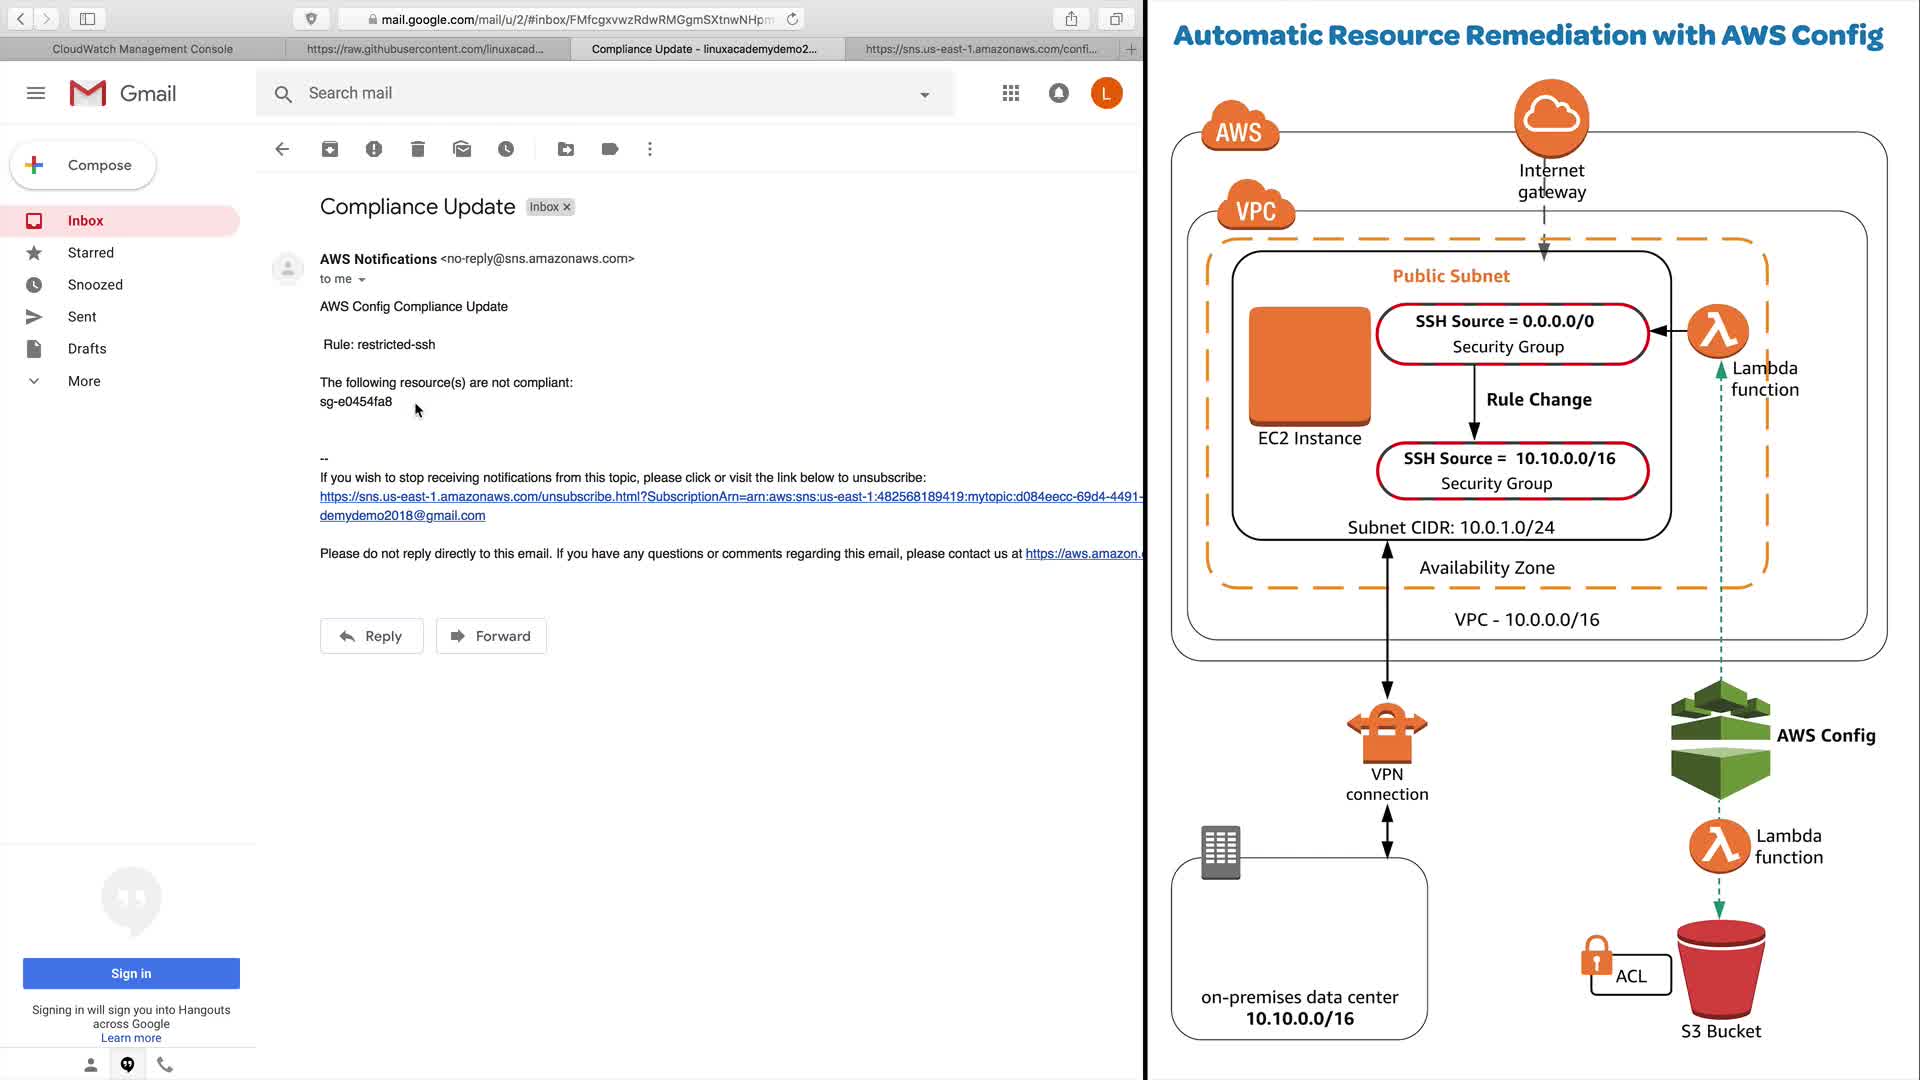 mail.google.com/mail/u/2/#inbox/FMfcgxvwzRdwRMGgmSXtnwNHpm
CloudWatch Management Console
https://raw.githubusercontent.com/linuxacad...
Compliance Update - linuxacademydemo2...
https://sns.us-east-1.amazonaws.com/confi...
Gmail
Search mail
L
Compose
Inbox
Starred
Snoozed
Sent
Drafts
More
Compliance Update
Inbox
AWS Notifications <no-reply@sns.amazonaws.com>
to me
AWS Config Compliance Update
Rule: restricted-ssh
The following resource(s) are not compliant:
sg-e0454fa8
--
If you wish to stop receiving notifications from this topic, please click or visit the link below to unsubscribe:
https://sns.us-east-1.amazonaws.com/unsubscribe.html?SubscriptionArn=arn:aws:sns:us-east-1:482568189419:mytopic:d084eecc-69d4-4491-
demydemo2018@gmail.com
Please do not reply directly to this email. If you have any questions or comments regarding this email, please contact us at https://aws.amazon.
Reply
Forward
Sign in
Signing in will sign you into Hangouts
across Google
Learn more
Automatic Resource Remediation with AWS Config
AWS
Internet
gateway
VPC
Public Subnet
SSH Source = 0.0.0.0/0
Security Group
Lambda
function
Rule Change
EC2 Instance
SSH Source = 10.10.0.0/16
Security Group
Subnet CIDR: 10.0.1.0/24
Availability Zone
VPC - 10.0.0.0/16
AWS Config
VPN
connection
Lambda
function
ACL
on-premises data center
10.10.0.0/16
S3 Bucket